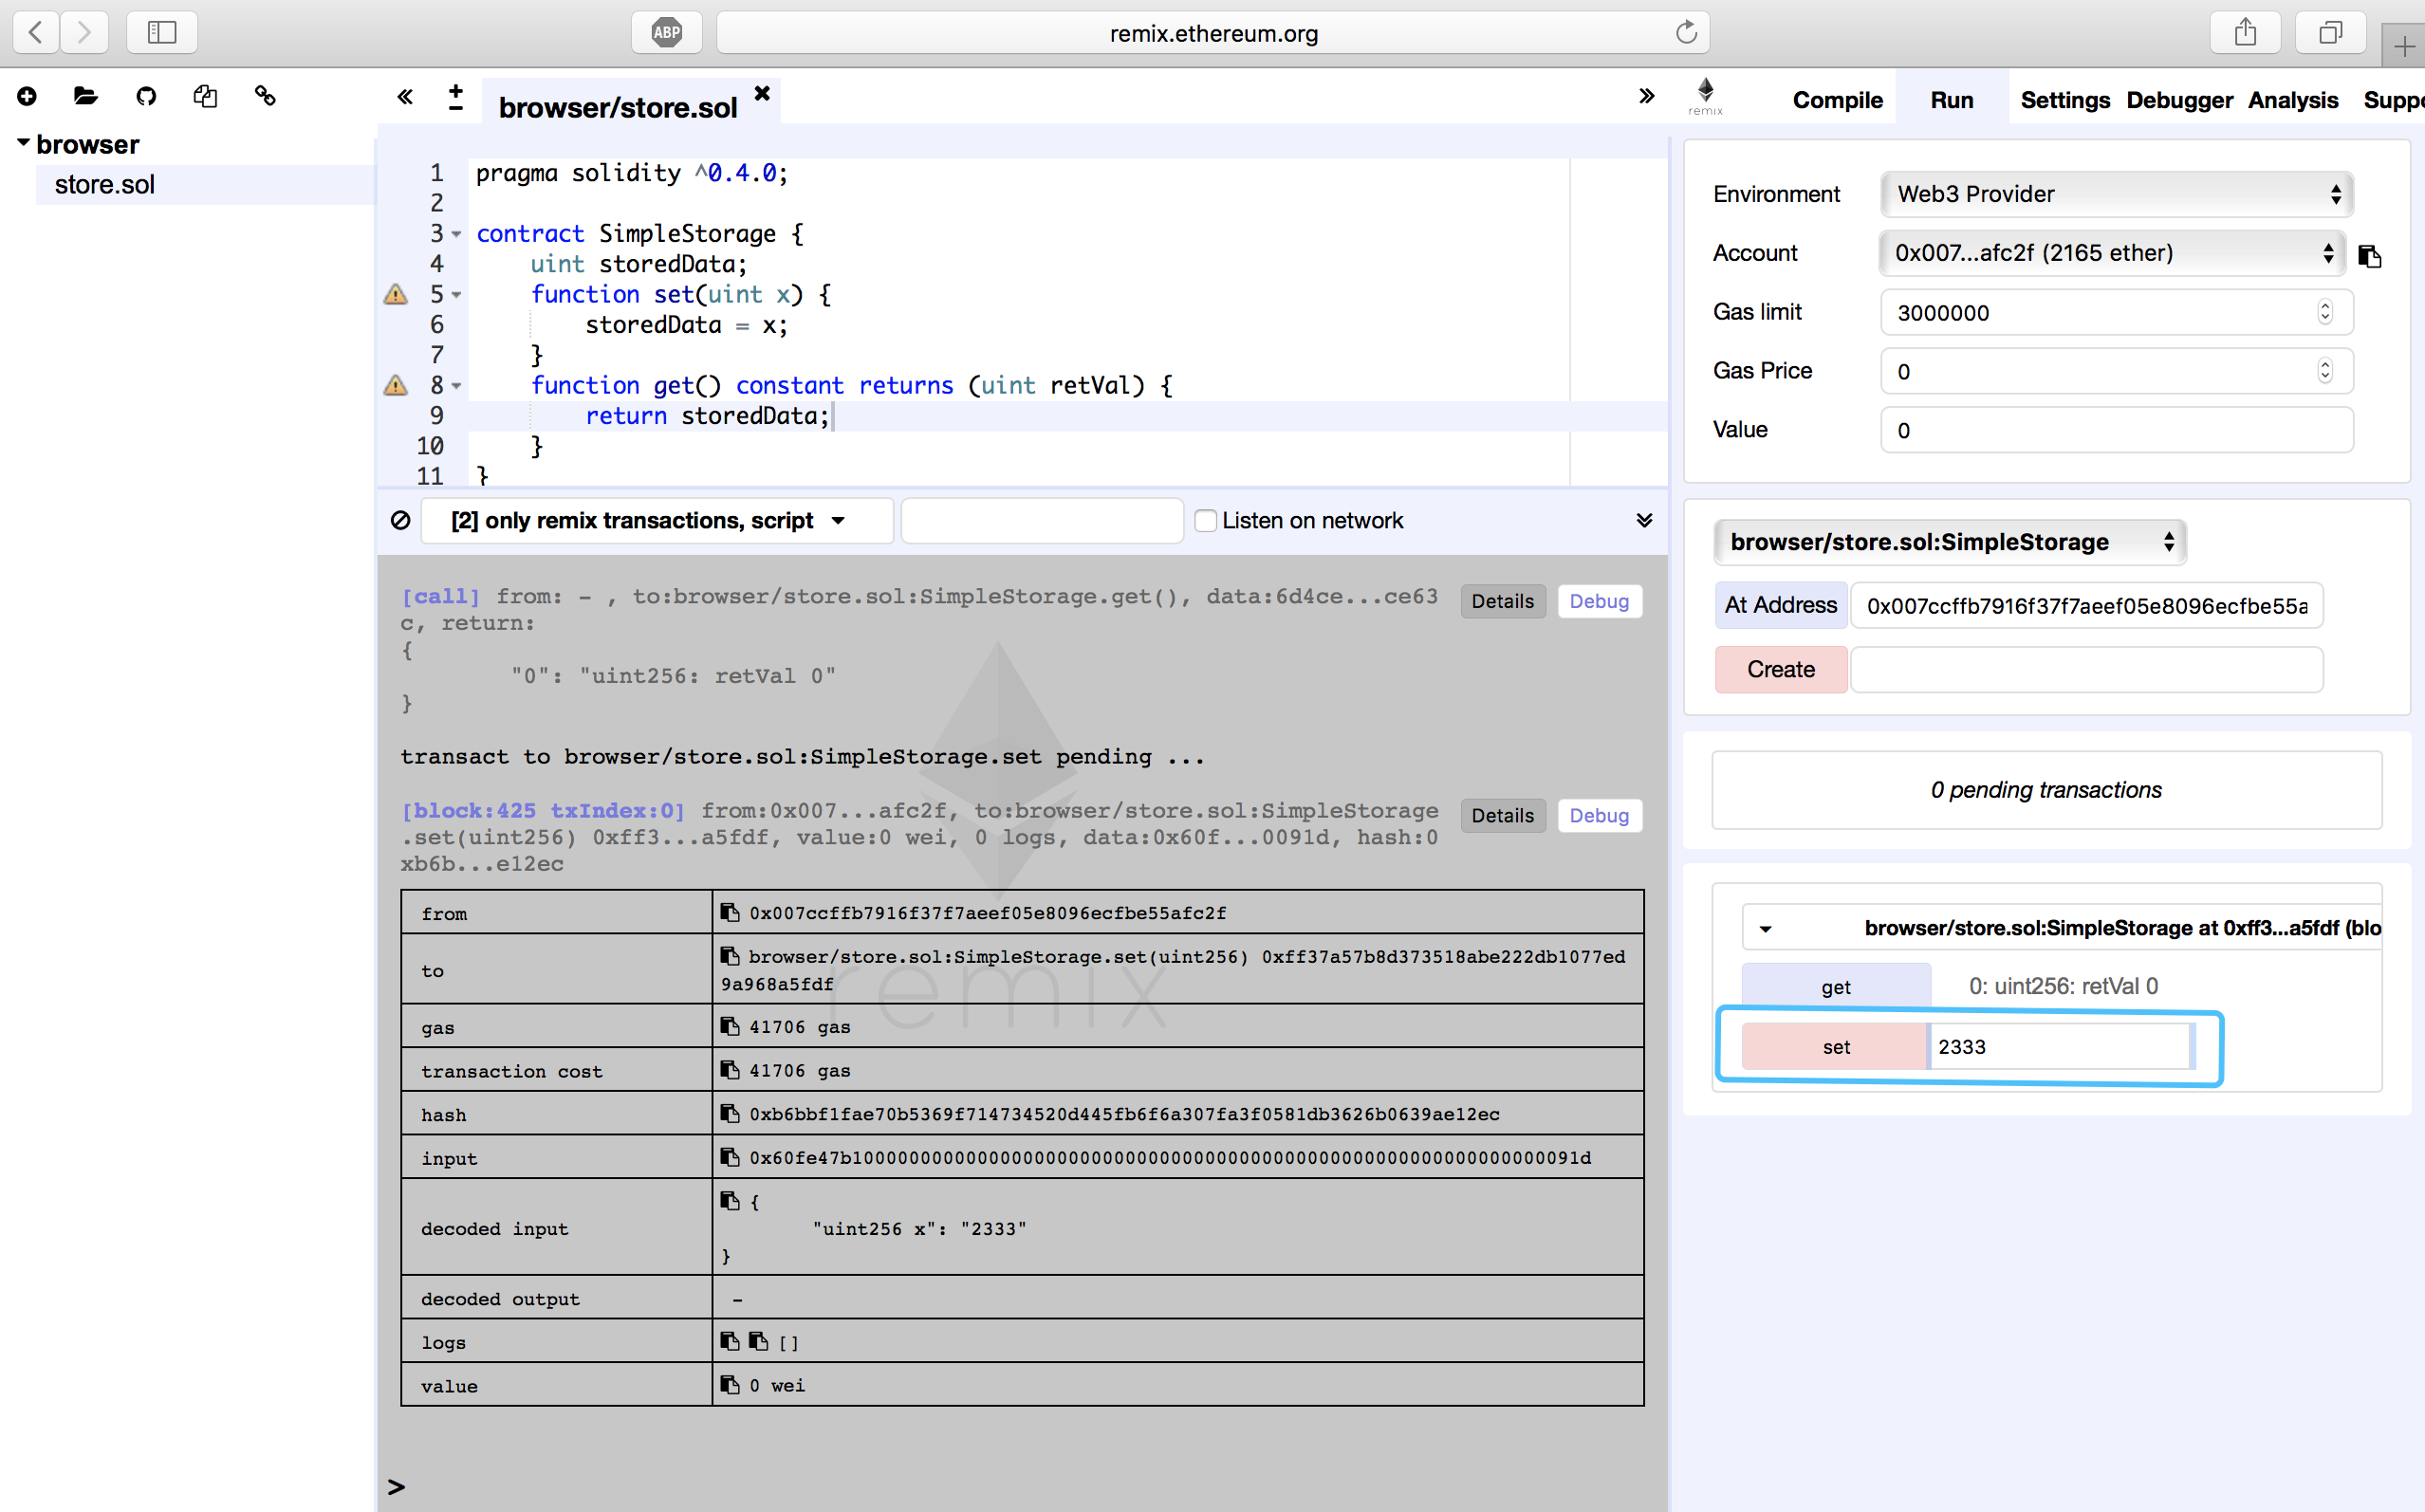 ABP
remix.ethereum.org
browser
store.sol
browser/store.sol
1 pragma solidity ^0.4.0;
2
3 contract SimpleStorage {
4 uint storedData;
5 function set(uint x) {
6 storedData = x;
7 }
8 function get() constant returns (uint retVal) {
9 return storedData;
10 }
11 }
[2] only remix transactions, script
Listen on network
[call] from: - , to:browser/store.sol:SimpleStorage.get(), data:6d4ce...ce63
c, return:
{
"0": "uint256: retVal 0"
}
Details Debug
transact to browser/store.sol:SimpleStorage.set pending ...
[block:425 txIndex:0] from:0x007...afc2f, to:browser/store.sol:SimpleStorage
.set(uint256) 0xff3...a5fdf, value:0 wei, 0 logs, data:0x60f...0091d, hash:0
xb6b...e12ec
Details Debug
remix
from 0x007ccffb7916f37f7aeef05e8096ecfbe55afc2f
to browser/store.sol:SimpleStorage.set(uint256) 0xff37a57b8d373518abe222db1077ed
9a968a5fdf
gas 41706 gas
transaction cost 41706 gas
hash 0xb6bbf1fae70b5369f714734520d445fb6f6a307fa3f0581db3626b0639ae12ec
input 0x60fe47b1000000000000000000000000000000000000000000000000000000000000091d
decoded input {
"uint256 x": "2333"
}
decoded output -
logs []
value 0 wei
>
remix
Compile Run Settings Debugger Analysis Suppo
Environment Web3 Provider
Account 0x007...afc2f (2165 ether)
Gas limit 3000000
Gas Price 0
Value 0
browser/store.sol:SimpleStorage
At Address 0x007ccffb7916f37f7aeef05e8096ecfbe55a
Create
0 pending transactions
browser/store.sol:SimpleStorage at 0xff3...a5fdf (blo
get 0: uint256: retVal 0
set 2333